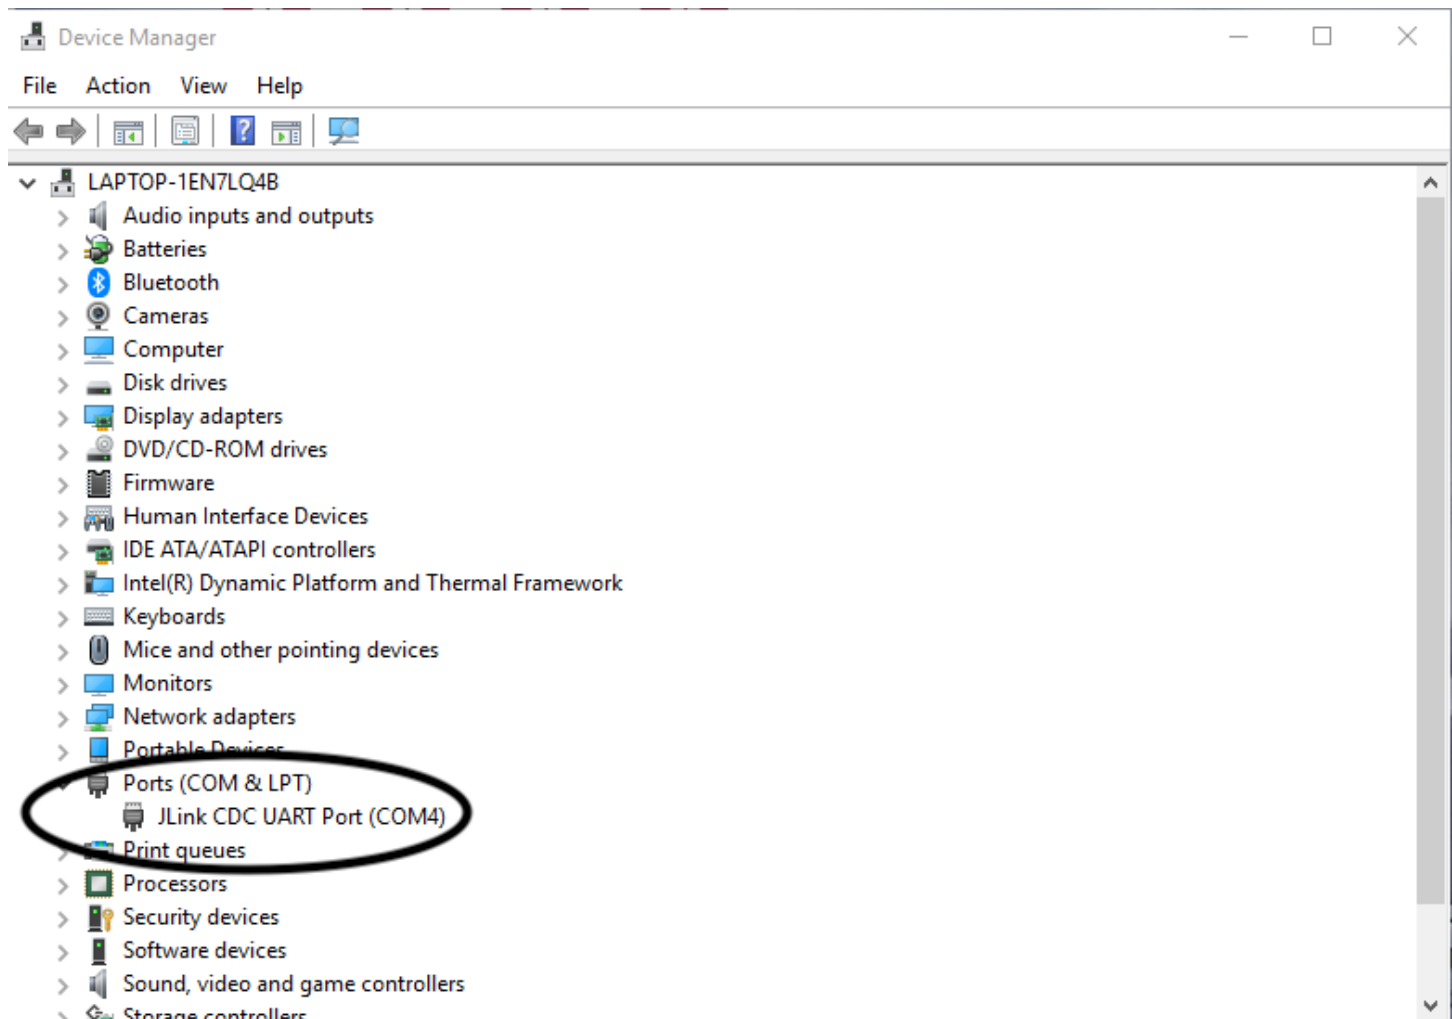 Device Manager
File Action View Help
LAPTOP-1EN7LQ4B
Audio inputs and outputs
Batteries
Bluetooth
Cameras
Computer
Disk drives
Display adapters
DVD/CD-ROM drives
Firmware
Human Interface Devices
IDE ATA/ATAPI controllers
Intel(R) Dynamic Platform and Thermal Framework
Keyboards
Mice and other pointing devices
Monitors
Network adapters
Portable Devices
Ports (COM & LPT)
JLink CDC UART Port (COM4)
Print queues
Processors
Security devices
Software devices
Sound, video and game controllers
Storage controllers